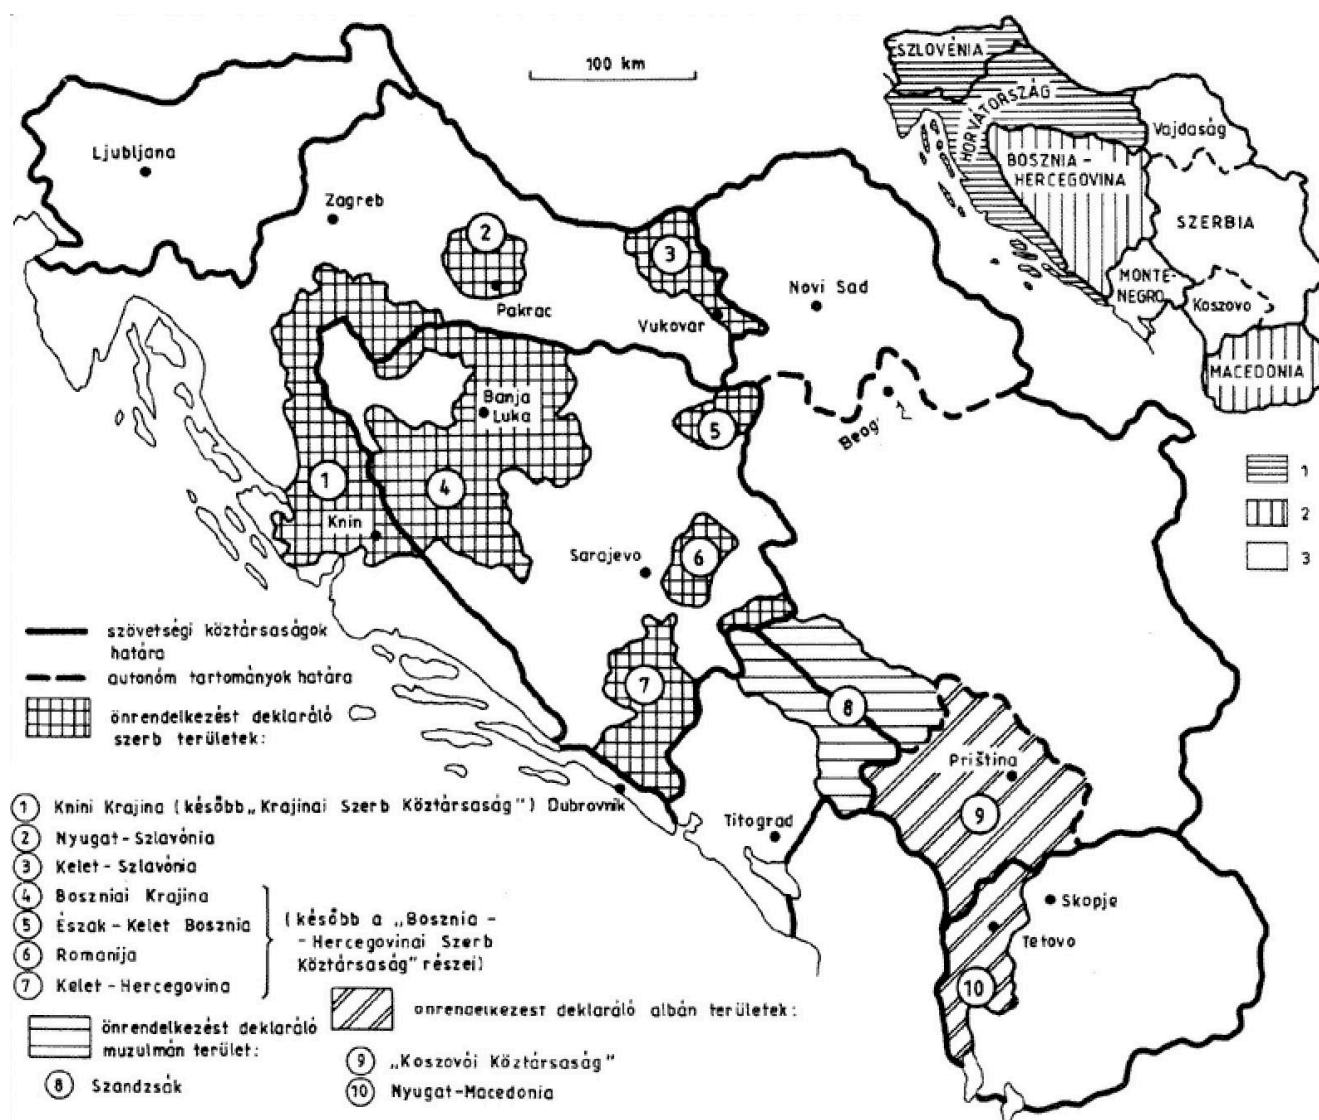 100 km
SZLOVÉNIA
HORVÁTORSZÁG
Vajdaság
BOSZNIA-
HERCEGOVINA
SZERBIA
MONTE-
NEGRO
Koszovo
MACEDONIA
1
2
3
Ljubljana
Zagreb
2
Pakrac
3
Vukovár
Novi Sad
Banja
Luka
5
Beog
1
4
Knin
Sarajevo
6
7
8
Priština
9
Dubrovnik
Titograd
Skopje
Tetovo
10
szövetségi köztársaságok
határa
autonóm tartományok határa
önrendelkezést deklaráló
szerb területek:
1 Knini Krajina (később „Krajinai Szerb Köztársaság")
2 Nyugat-Szlavónia
3 Kelet-Szlavónia
4 Boszniai Krajina
5 Észak-Kelet Bosznia
6 Romanija
7 Kelet-Hercegovina
(később a „Bosznia-
-Hercegovinai Szerb
Köztársaság" részei)
önrendelkezést deklaráló
muzulmán terület:
8 Szandzsák
önrendelkezést deklaráló albán területek:
9 „Koszovói Köztársaság"
10 Nyugat-Macedonia